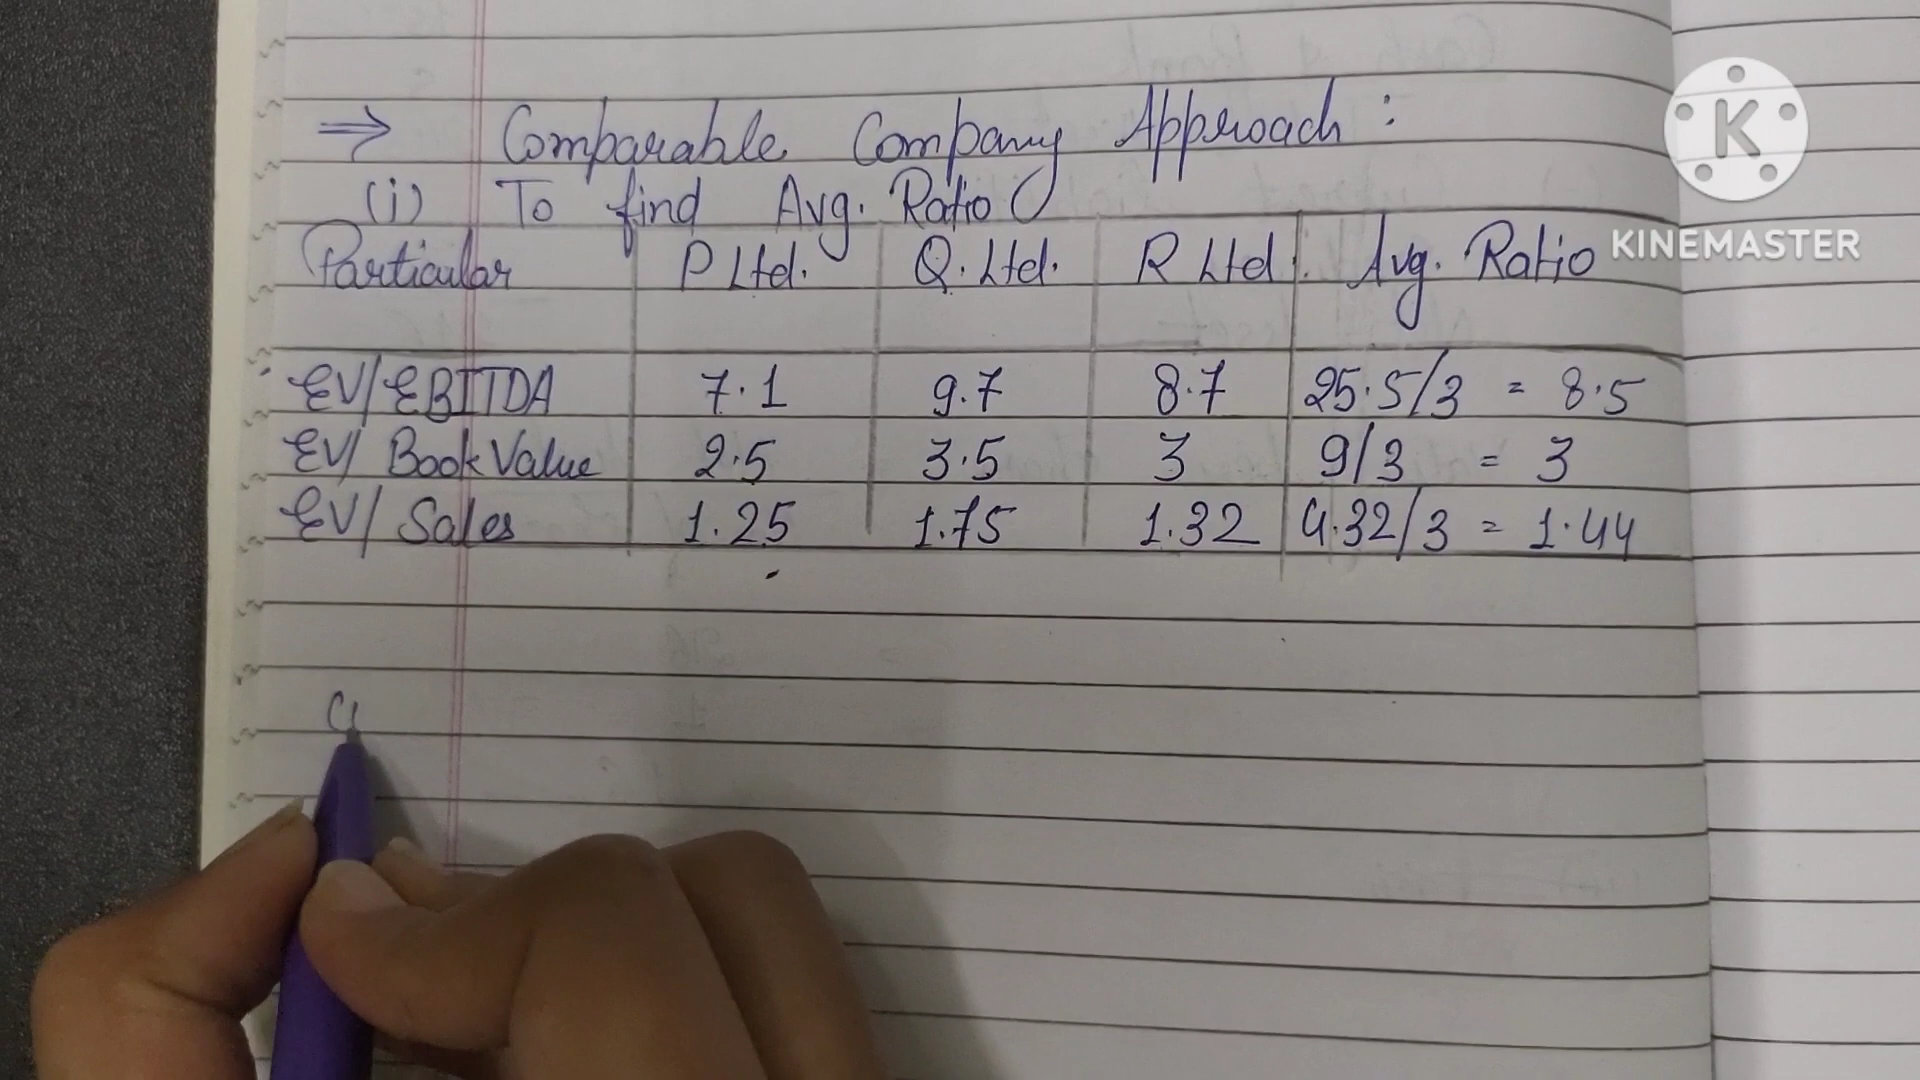 ⇒ Comparable Company Approach :
(i) To find Avg. Ratio
Particular P Ltd. Q. Ltd. R Ltd. Avg. Ratio
EV/EBITDA 7.1 9.7 8.7 25.5/3 = 8.5
EV/ Book Value 2.5 3.5 3 9/3 = 3
EV/ Sales 1.25 1.75 1.32 4.32/3 = 1.44
K
KINEMASTER